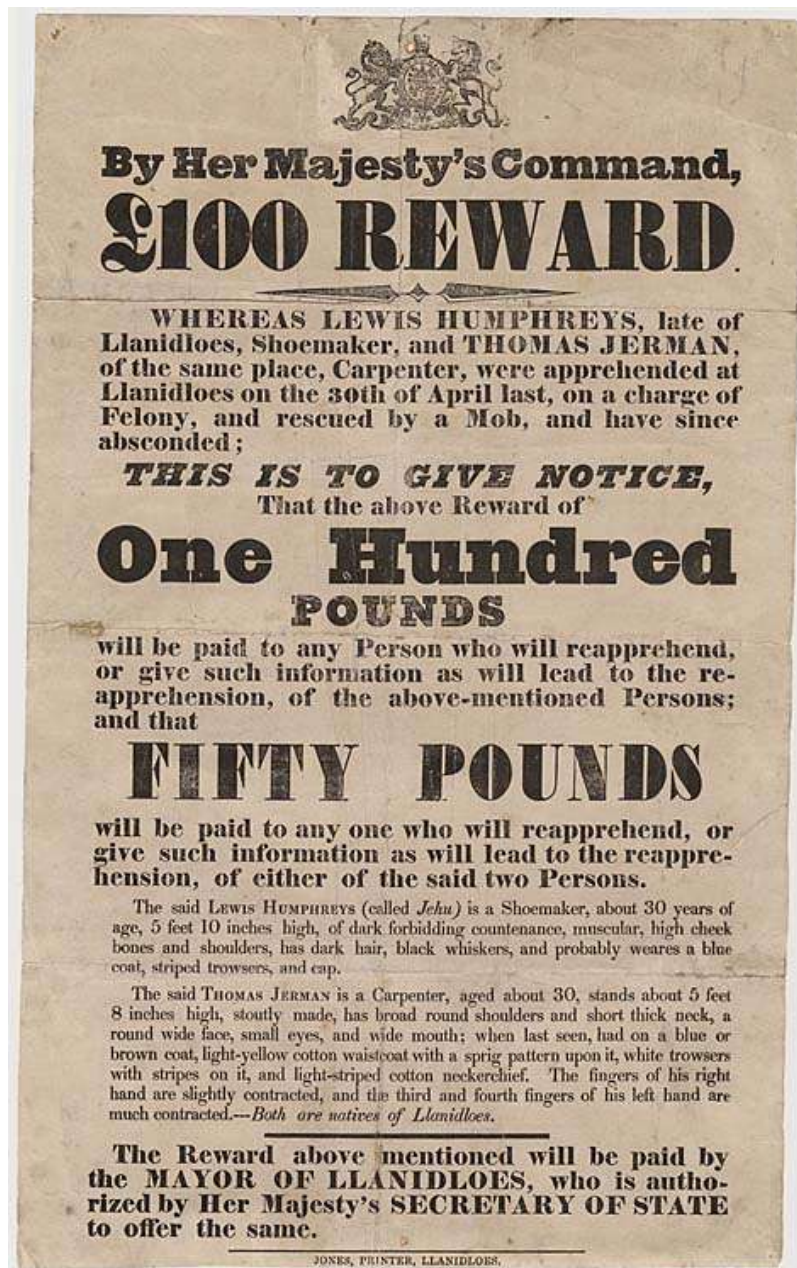 By Her Majesty's Command,
£100 REWARD.
WHEREAS LEWIS HUMPHREYS, late of
Llanidloes, Shoemaker, and THOMAS JERMAN,
of the same place, Carpenter, were apprehended at
Llanidloes on the 30th of April last, on a charge of
Felony, and rescued by a Mob, and have since
absconded;
THIS IS TO GIVE NOTICE,
That the above Reward of
One Hundred
POUNDS
will be paid to any Person who will reapprehend,
or give such information as will lead to the re-
apprehension, of the above-mentioned Persons;
and that
FIFTY POUNDS
will be paid to any one who will reapprehend, or
give such information as will lead to the reappre-
hension, of either of the said two Persons.
The said LEWIS HUMPHREYS (called Jehu) is a Shoemaker, about 30 years of
age, 5 feet 10 inches high, of dark forbidding countenance, muscular, high cheek
bones and shoulders, has dark hair, black whiskers, and probably weares a blue
coat, striped trowsers, and cap.
The said THOMAS JERMAN is a Carpenter, aged about 30, stands about 5 feet
8 inches high, stoutly made, has broad round shoulders and short thick neck, a
round wide face, small eyes, and wide mouth; when last seen, had on a blue or
brown coat, light-yellow cotton waistcoat with a sprig pattern upon it, white trowsers
with stripes on it, and light-striped cotton neckerchief. The fingers of his right
hand are slightly contracted, and the third and fourth fingers of his left hand are
much contracted.—Both are natives of Llanidloes.
The Reward above mentioned will be paid by
the MAYOR OF LLANIDLOES, who is autho-
rized by Her Majesty's SECRETARY OF STATE
to offer the same.
JONES, PRINTER, LLANIDLOES.